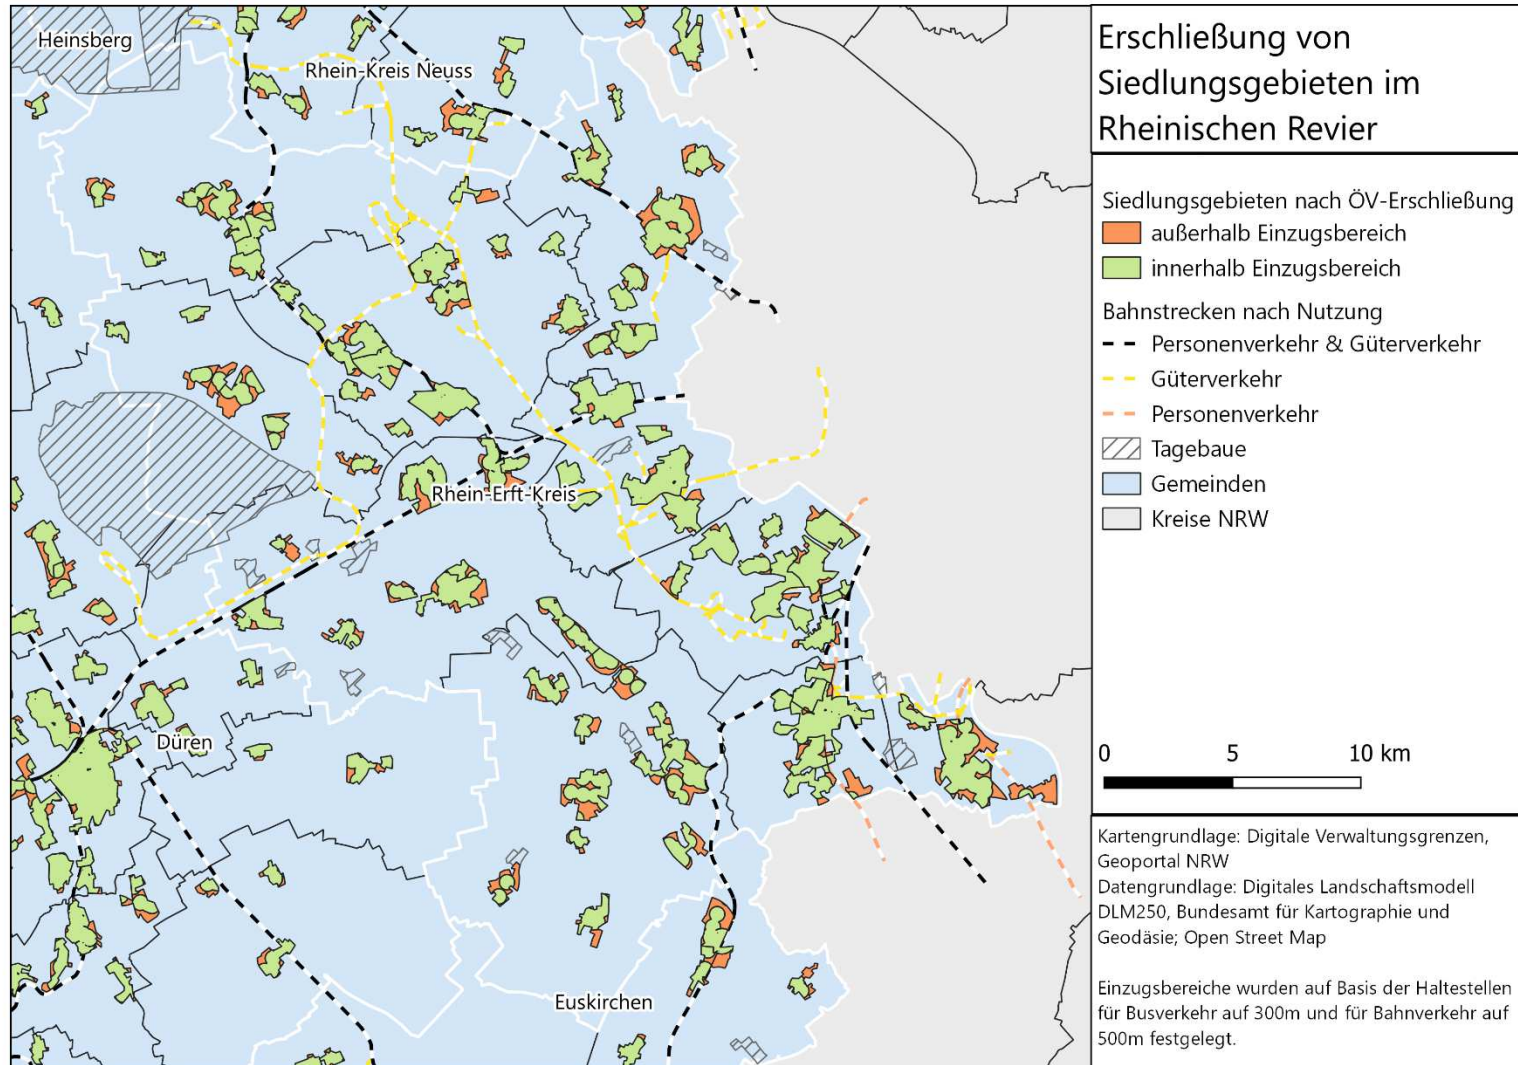 Heinsberg
Rhein-Kreis Neuss
Rhein-Erft-Kreis
Düren
Euskirchen
Erschließung von
Siedlungsgebieten im
Rheinischen Revier
Siedlungsgebieten nach ÖV-Erschließung
außerhalb Einzugsbereich
innerhalb Einzugsbereich
Bahnstrecken nach Nutzung
Personenverkehr & Güterverkehr
Güterverkehr
Personenverkehr
Tagebaue
Gemeinden
Kreise NRW
0 5 10 km
Kartengrundlage: Digitale Verwaltungsgrenzen,
Geoportal NRW
Datengrundlage: Digitales Landschaftsmodell
DLM250, Bundesamt für Kartographie und
Geodäsie; Open Street Map
Einzugsbereiche wurden auf Basis der Haltestellen
für Busverkehr auf 300m und für Bahnverkehr auf
500m festgelegt.